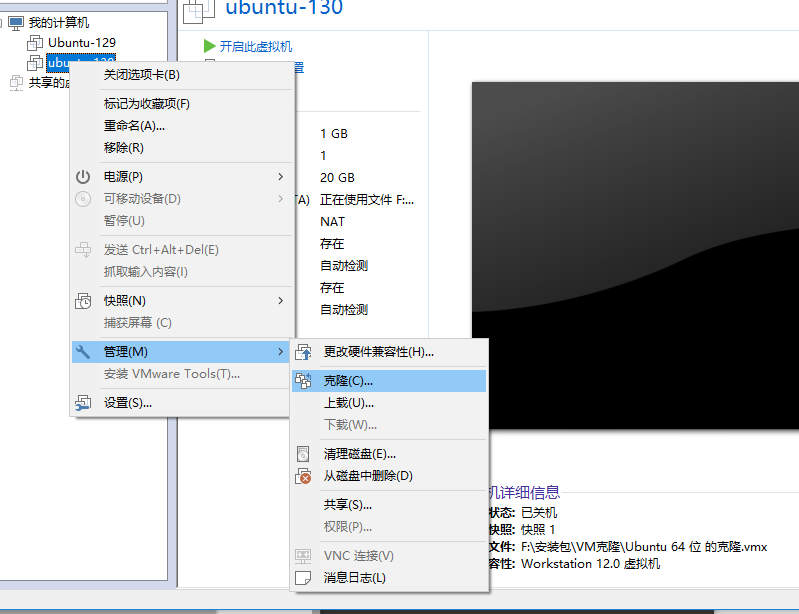 ubuntu-130
我的计算机
Ubuntu-129
开启此虚拟机
共享的
置
关闭选项卡(B)
标记为收藏项(F)
重命名(A)...
移除(R)
电源(P)
可移动设备(D)
暂停(U)
发送 Ctrl+Alt+Del(E)
抓取输入内容(I)
快照(N)
捕获屏幕 (C)
管理(M)
安装 VMware Tools(T)...
设置(S)...
1 GB
1
20 GB
TA) 正在使用文件 F:...
NAT
存在
自动检测
存在
自动检测
更改硬件兼容性(H)...
克隆(C)...
上载(U)...
下载(W)...
清理磁盘(E)...
从磁盘中删除(D)
共享(S)...
权限(P)...
VNC 连接(V)
消息日志(L)
机详细信息
状态: 已关机
快照: 快照 1
文件: F:\安装包\VM克隆\Ubuntu 64 位 的克隆.vmx
容性: Workstation 12.0 虚拟机